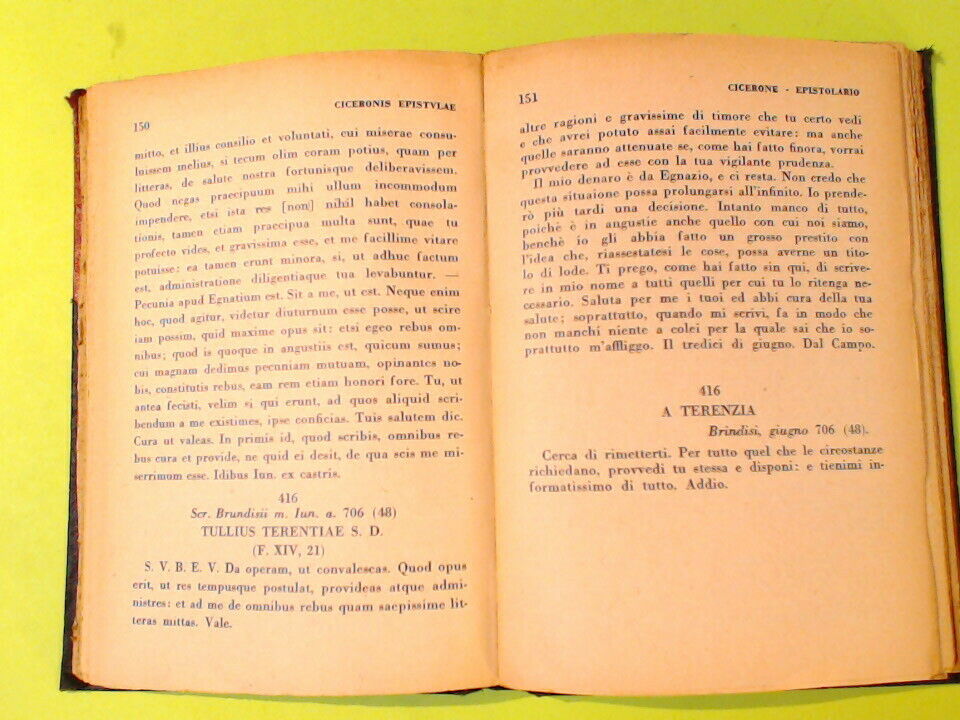 CICERONIS EPISTVLAE
150
mitto, et illius consilio et voluntati, cui miserae consu-
luissem melius, si tecum olim coram potius, quam per
litteras, de salute nostra fortunisque deliberavissem.
Quod negas praecipuum mihi ullum incommodum
impendere, etsi ista res [non] nihil habet consola-
tionis, tamen etiam praecipua multa sunt, quae tu
profecto vides, et gravissima esse, et me facillime vitare
potuisse: ea tamen erunt minora, si, ut adhuc factum
est, administratione diligentiaque tua levabuntur. —
Pecunia apud Egnatium est. Sit a me, ut est. Neque enim
hoc, quod agitur, videtur diuturnum esse posse, ut scire
iam possim, quid maxime opus sit: etsi egeo rebus om-
nibus; quod is quoque in angustiis est, quicum sumus;
cui magnam dedimus pecuniam mutuam, opinantes no-
bis, constitutis rebus, eam rem etiam honori fore. Tu, ut
antea fecisti, velim si qui erunt, ad quos aliquid scri-
bendum a me existimes, ipse conficias. Tuis salutem dic.
Cura ut valeas. In primis id, quod scribis, omnibus re-
bus cura et provide, ne quid ei desit, de qua scis me mi-
serrimum esse. Idibus Iun. ex castris.
416
Scr. Brundisii m. Iun. a. 706 (48)
TULLIUS TERENTIAE S. D.
(F. XIV, 21)
S. V. B. E. V. Da operam, ut convalescas. Quod opus
erit, ut res tempusque postulat, provideas atque admi-
nistres: et ad me de omnibus rebus quam saepissime lit-
teras mittas. Vale.
151
CICERONE - EPISTOLARIO
altre ragioni e gravissime di timore che tu certo vedi
e che avrei potuto assai facilmente evitare: ma anche
quelle saranno attenuate se, come hai fatto finora, vorrai
provvedere ad esse con la tua vigilante prudenza.
Il mio denaro è da Egnazio, e ci resta. Non credo che
questa situaione possa prolungarsi all'infinito. Io prende-
rò più tardi una decisione. Intanto manco di tutto,
poichè è in angustie anche quello con cui noi siamo,
benchè io gli abbia fatto un grosso prestito con
l'idea che, riassestatesi le cose, possa averne un tito-
lo di lode. Ti prego, come hai fatto sin qui, di scrive-
re in mio nome a tutti quelli per cui tu lo ritenga ne-
cessario. Saluta per me i tuoi ed abbi cura della tua
salute; soprattutto, quando mi scrivi, fa in modo che
non manchi niente a colei per la quale sai che io so-
prattutto m'affliggo. Il tredici di giugno. Dal Campo.
416
A TERENZIA
Brindisi, giugno 706 (48).
Cerca di rimetterti. Per tutto quel che le circostanze
richiedano, provvedi tu stessa e disponi: e tienimi in-
formatissimo di tutto. Addio.